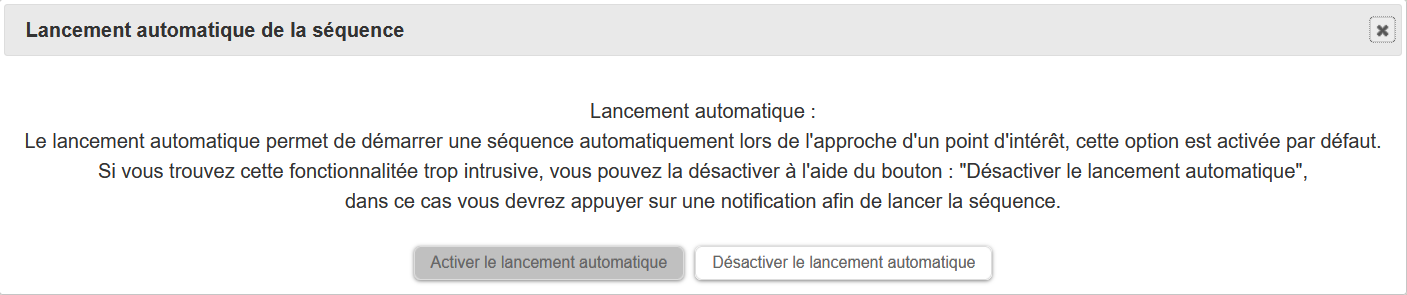 Lancement automatique de la séquence
Lancement automatique :
Le lancement automatique permet de démarrer une séquence automatiquement lors de l'approche d'un point d'intérêt, cette option est activée par défaut.
Si vous trouvez cette fonctionnalitée trop intrusive, vous pouvez la désactiver à l'aide du bouton : "Désactiver le lancement automatique",
dans ce cas vous devrez appuyer sur une notification afin de lancer la séquence.
Activer le lancement automatique
Désactiver le lancement automatique